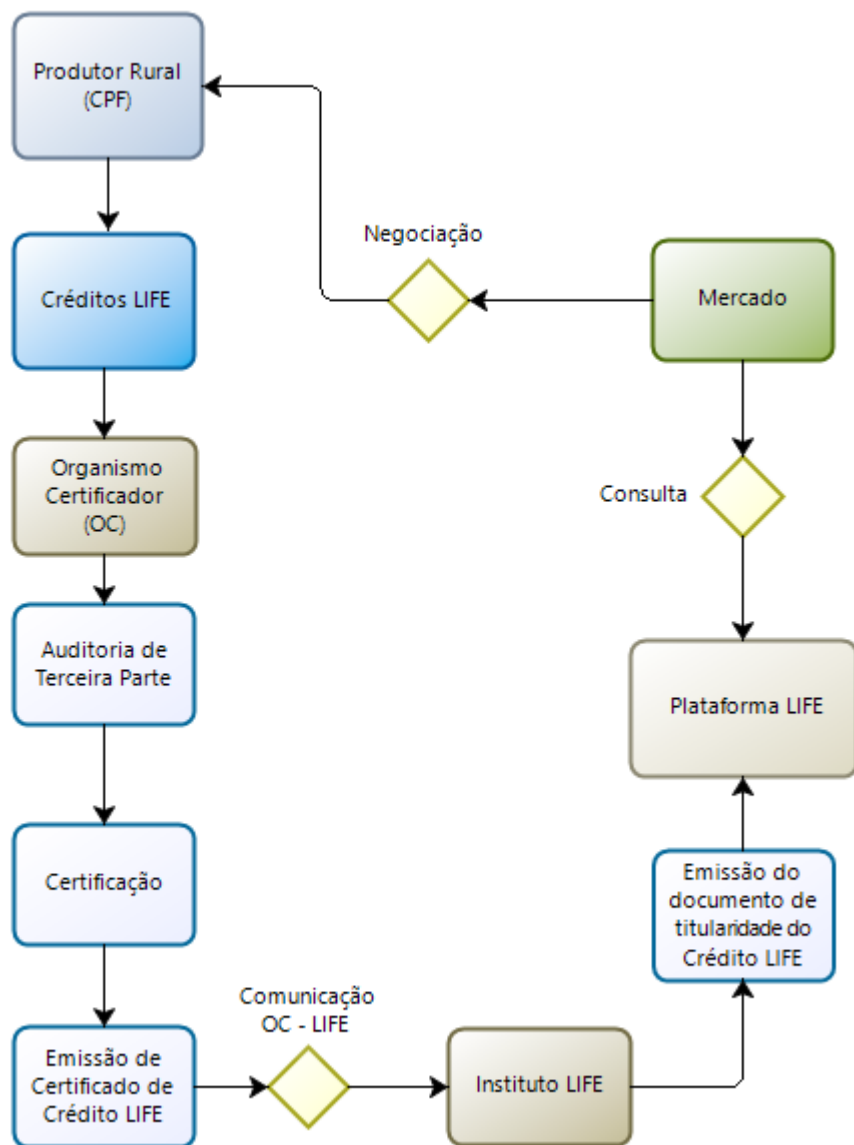 Produtor Rural
(CPF)
Negociação
Créditos LIFE
Mercado
Organismo
Certificador
(OC)
Consulta
Auditoria de
Terceira Parte
Plataforma LIFE
Certificação
Emissão do
documento de
titularidade do
Crédito LIFE
Comunicação
OC - LIFE
Emissão de
Certificado de
Crédito LIFE
Instituto LIFE